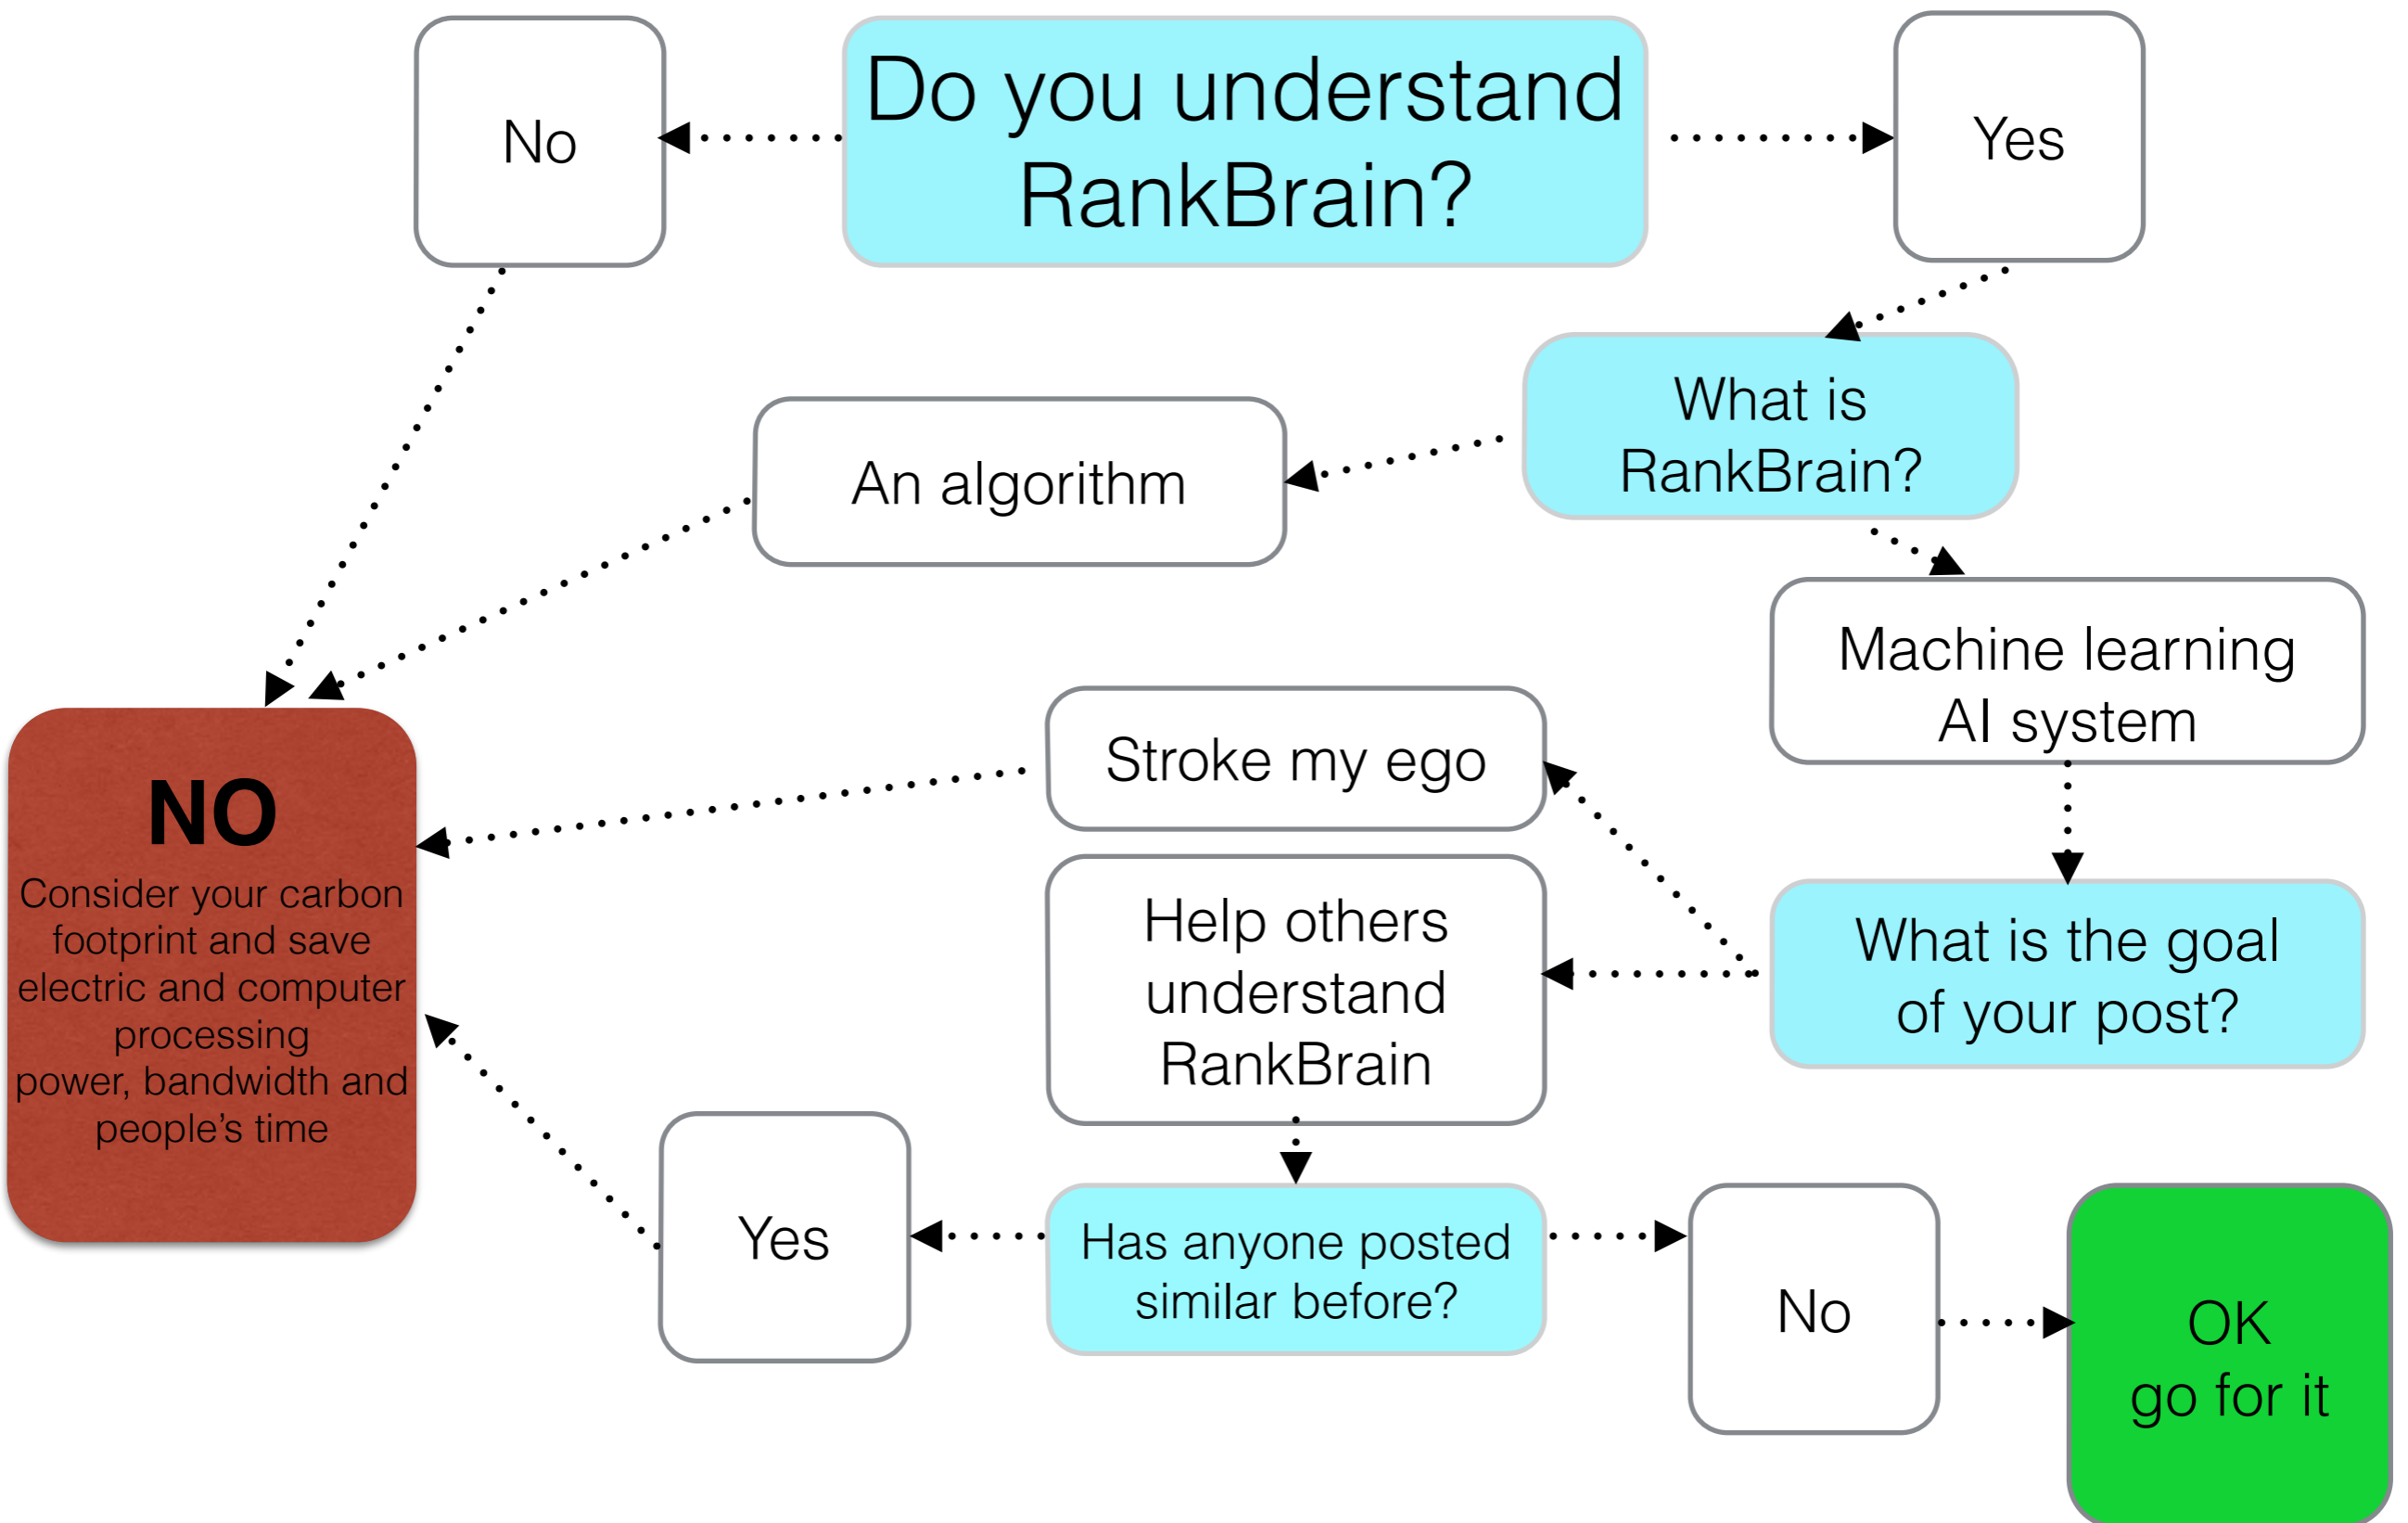 No
Do you understand
RankBrain?
Yes
What is
RankBrain?
An algorithm
Machine learning
AI system
Stroke my ego
NO
Consider your carbon
footprint and save
electric and computer
processing
power, bandwidth and
people's time
Help others
understand
RankBrain
What is the goal
of your post?
Yes
Has anyone posted
similar before?
No
OK
go for it